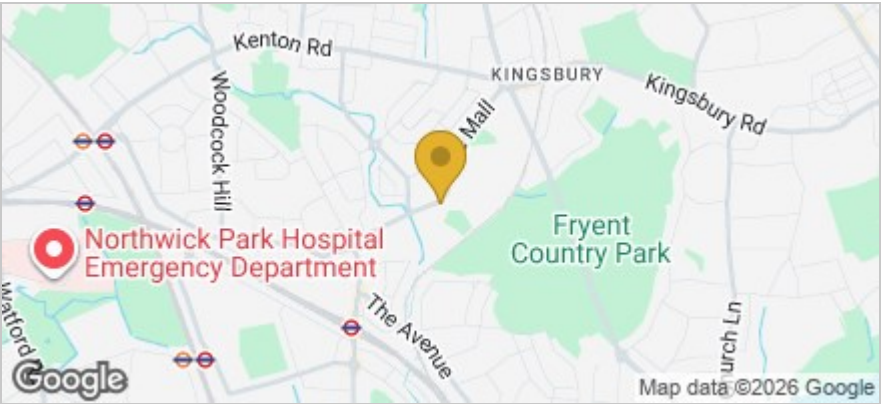 Kenton Rd
KINGSBURY
Kingsbury Rd
Woodcock Hill
Mall
Fryent
Country Park
Northwick Park Hospital
Emergency Department
The Avenue
Watford
Google
Map data ©2026 Google